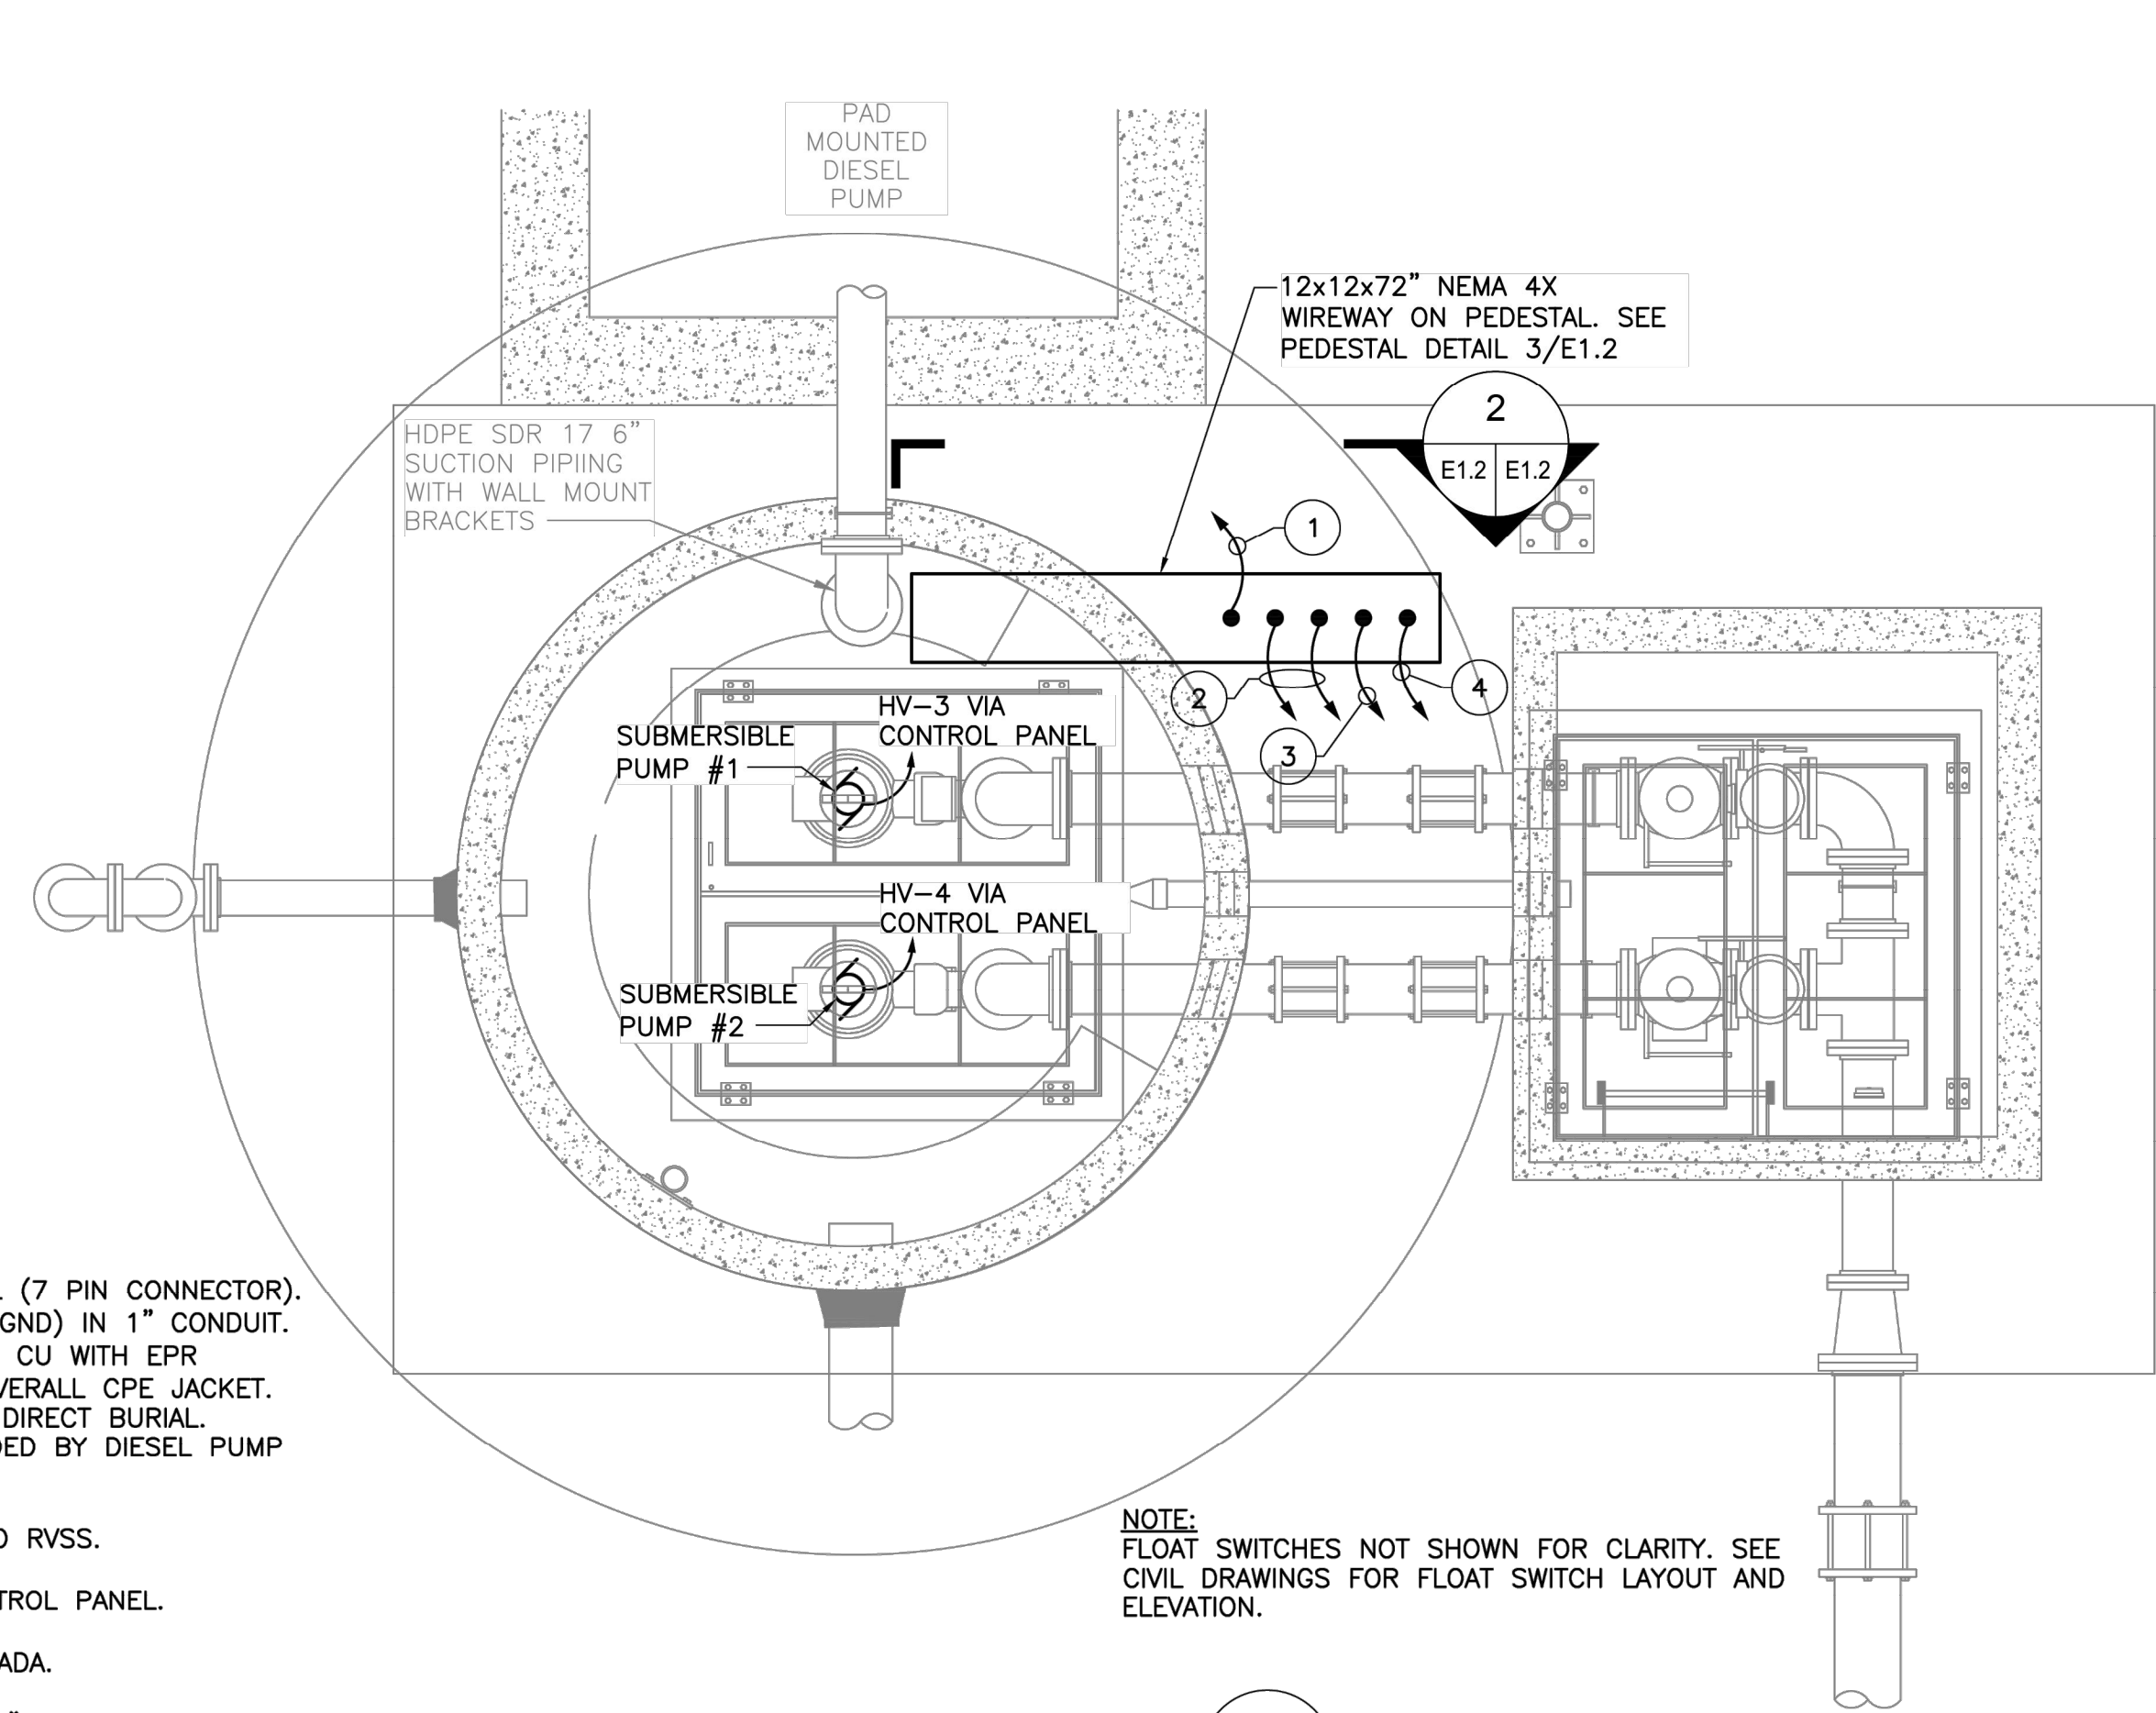 PAD
MOUNTED
DIESEL
PUMP
12x12x72" NEMA 4X
WIREWAY ON PEDESTAL. SEE
PEDESTAL DETAIL 3/E1.2
2
E1.2 E1.2
HDPE SDR 17 6"
SUCTION PIPIING
WITH WALL MOUNT
BRACKETS
1
2
4
3
HV-3 VIA
CONTROL PANEL
SUBMERSIBLE
PUMP #1
HV-4 VIA
CONTROL PANEL
SUBMERSIBLE
PUMP #2
(7 PIN CONNECTOR).
GND) IN 1" CONDUIT.
CU WITH EPR
VERALL CPE JACKET.
DIRECT BURIAL.
DED BY DIESEL PUMP
RVSS.
TROL PANEL.
ADA.
NOTE:
FLOAT SWITCHES NOT SHOWN FOR CLARITY. SEE
CIVIL DRAWINGS FOR FLOAT SWITCH LAYOUT AND
ELEVATION.